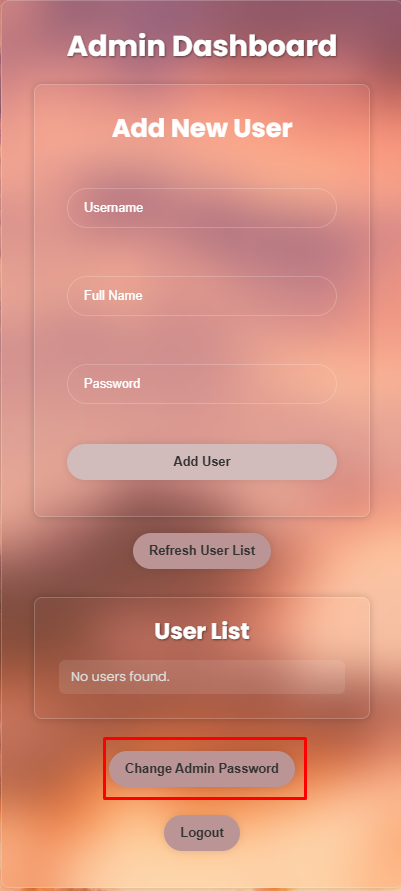 Admin Dashboard
Add New User
Username
Full Name
Password
Add User
Refresh User List
User List
No users found.
Change Admin Password
Logout